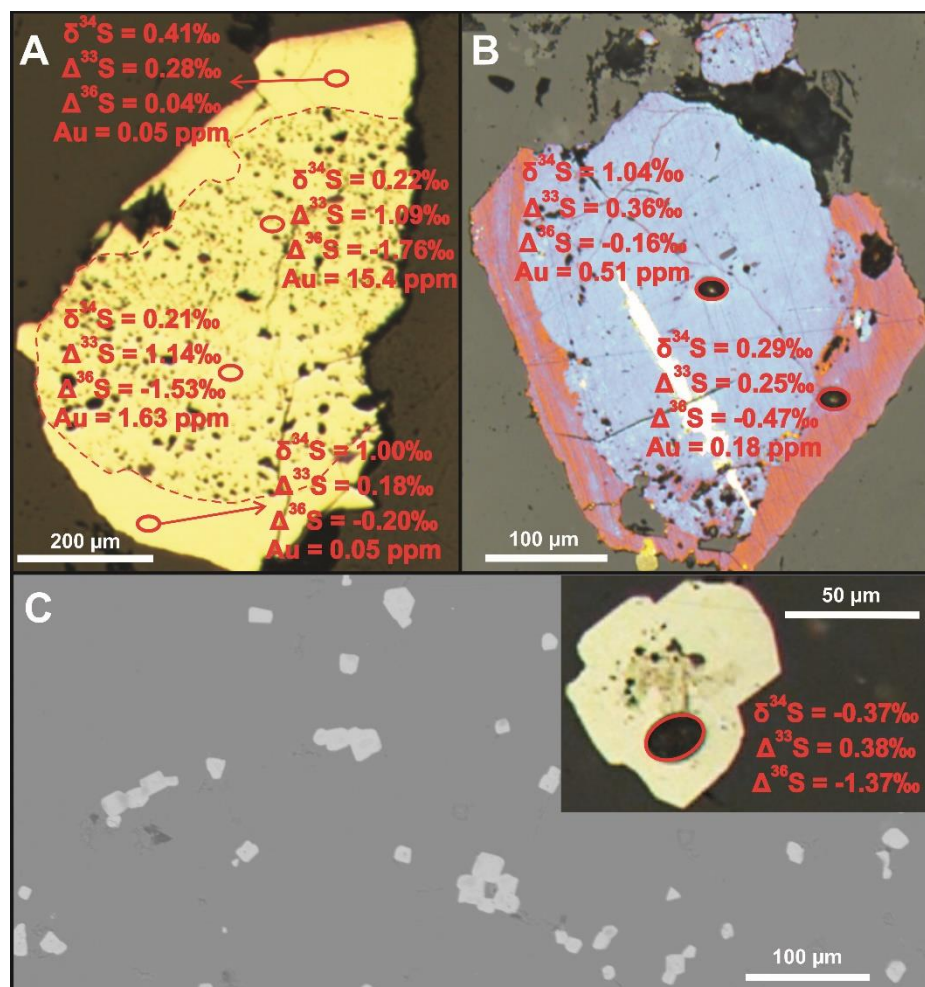 A
δ³⁴S = 0.41‰
Δ³³S = 0.28‰
Δ³⁶S = 0.04‰
Au = 0.05 ppm
δ³⁴S = 0.22‰
Δ³³S = 1.09‰
Δ³⁶S = -1.76‰
Au = 15.4 ppm
δ³⁴S = 0.21‰
Δ³³S = 1.14‰
Δ³⁶S = -1.53‰
Au = 1.63 ppm
δ³⁴S = 1.00‰
Δ³³S = 0.18‰
Δ³⁶S = -0.20‰
Au = 0.05 ppm
200 µm
B
δ³⁴S = 1.04‰
Δ³³S = 0.36‰
Δ³⁶S = -0.16‰
Au = 0.51 ppm
δ³⁴S = 0.29‰
Δ³³S = 0.25‰
Δ³⁶S = -0.47‰
Au = 0.18 ppm
100 µm
C
50 µm
δ³⁴S = -0.37‰
Δ³³S = 0.38‰
Δ³⁶S = -1.37‰
100 µm